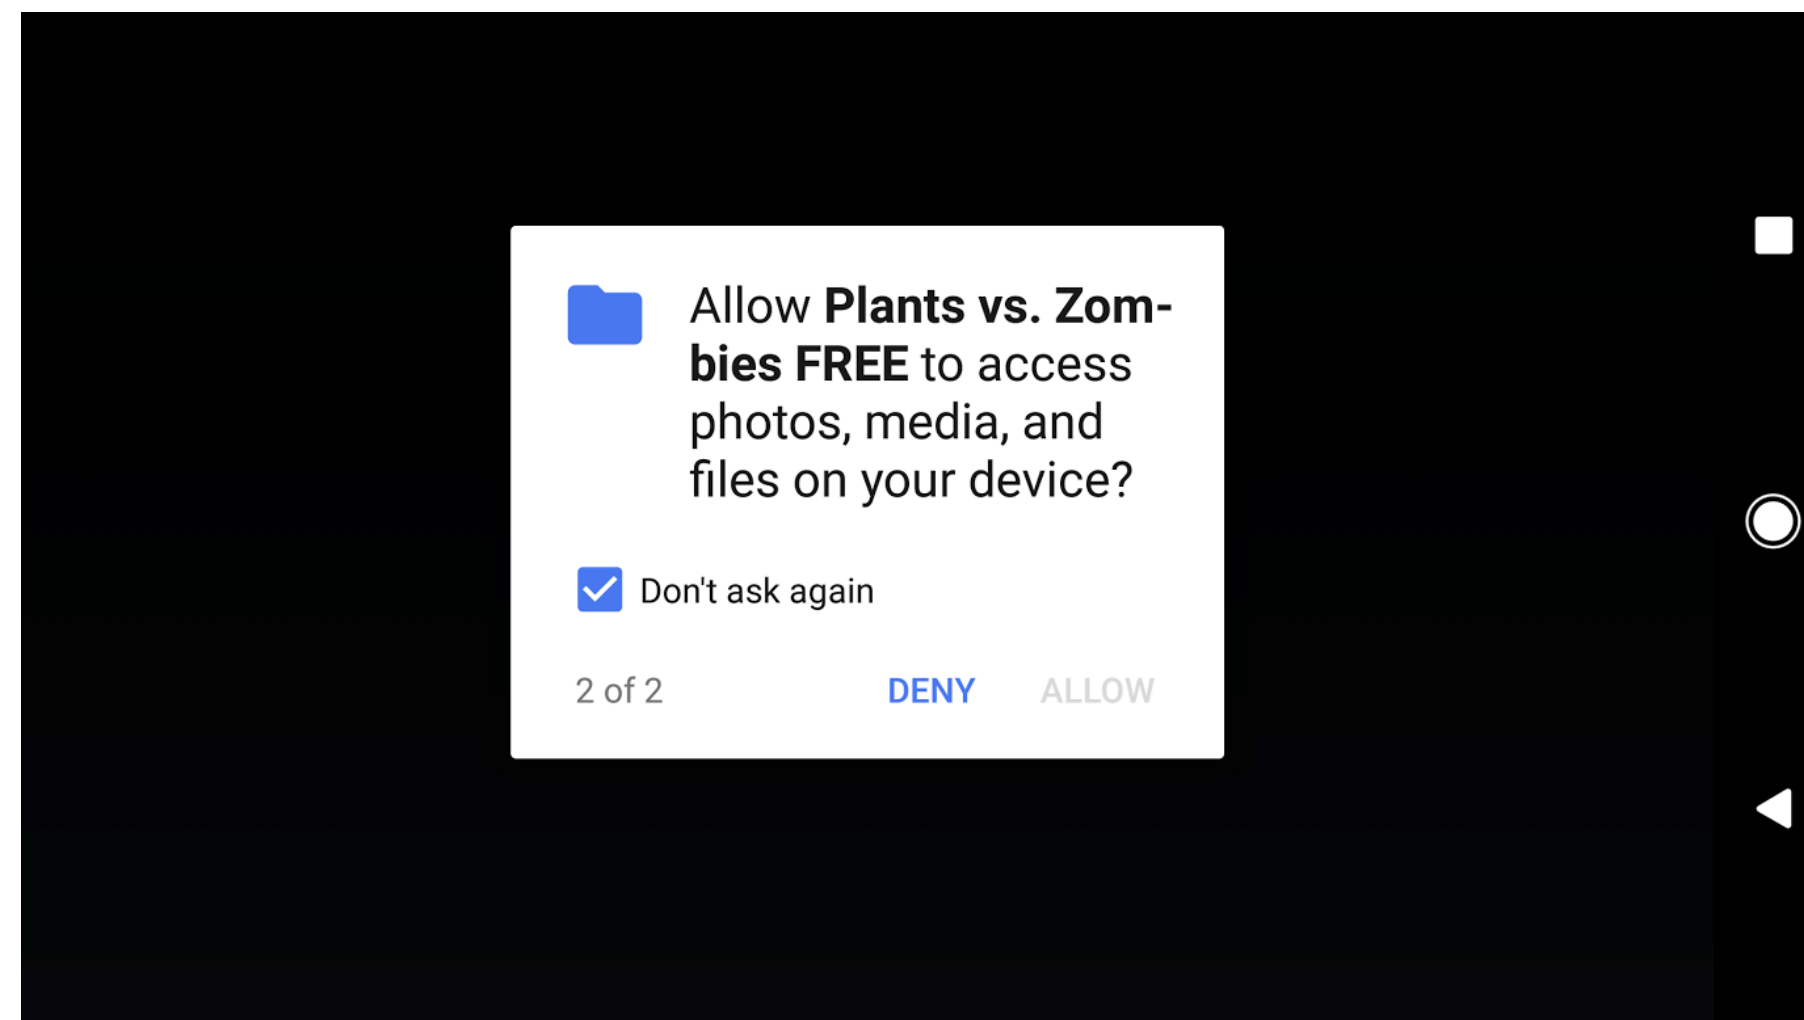 Allow Plants vs. Zom-
bies FREE to access
photos, media, and
files on your device?
Don't ask again
2 of 2 DENY ALLOW